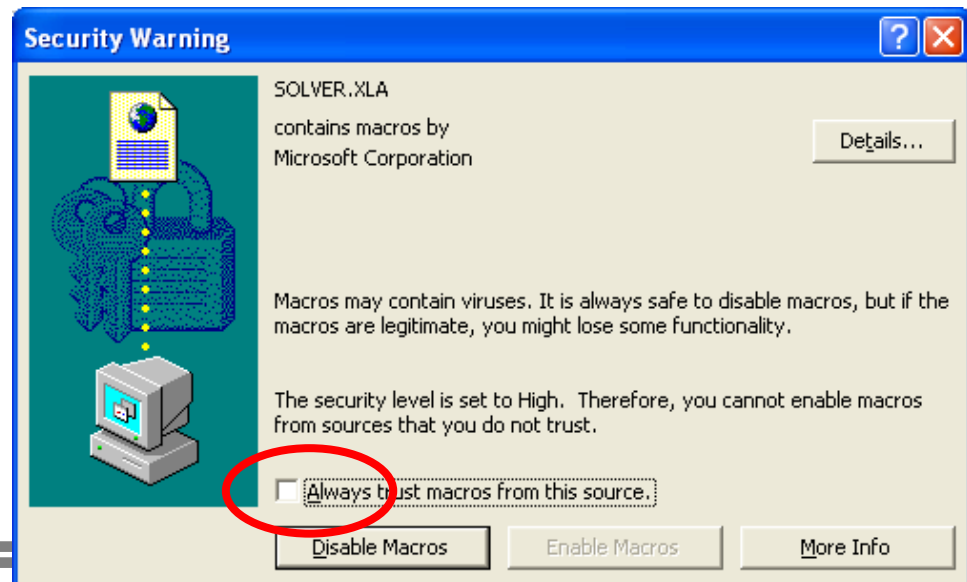 Security Warning
SOLVER.XLA
contains macros by
Microsoft Corporation
Details...
Macros may contain viruses. It is always safe to disable macros, but if the
macros are legitimate, you might lose some functionality.
The security level is set to High.  Therefore, you cannot enable macros
from sources that you do not trust.
Always trust macros from this source.
Disable Macros
Enable Macros
More Info